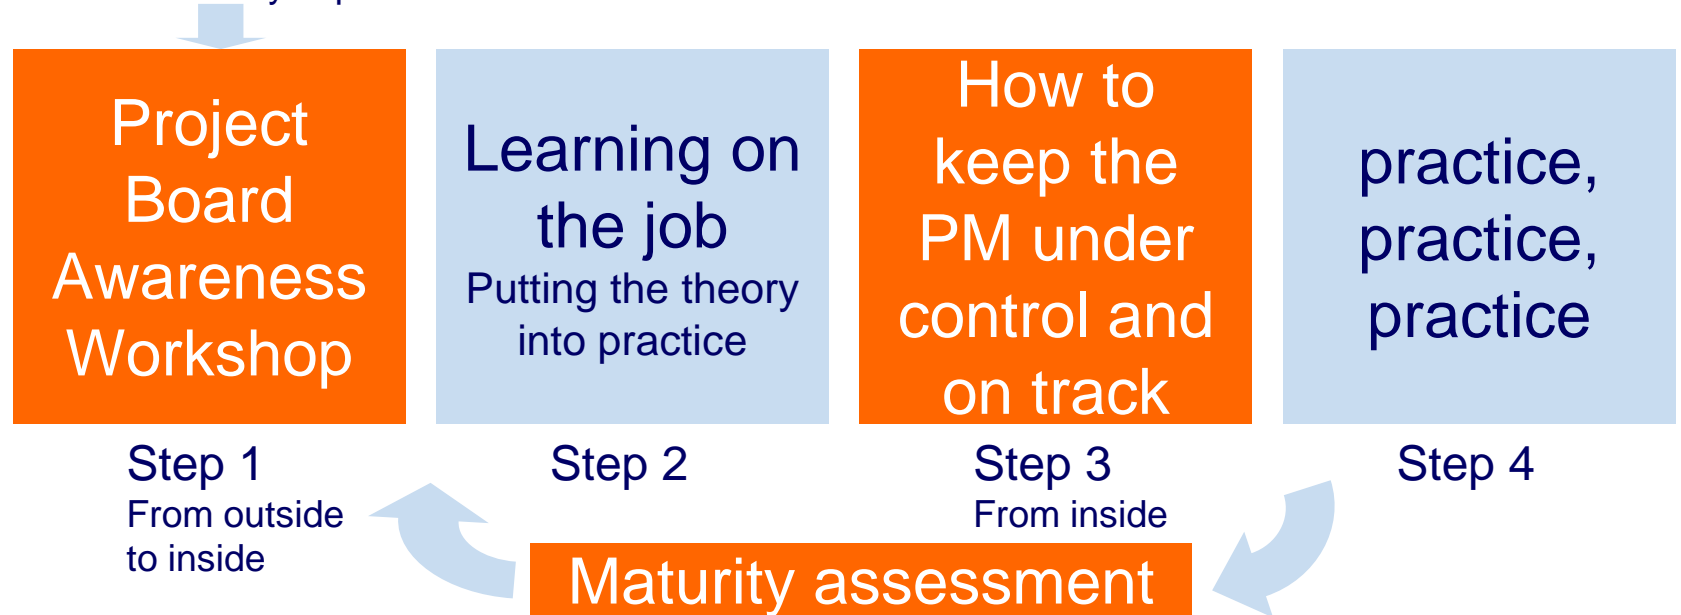 Project
Board
Awareness
Workshop
Learning on
the job
Putting the theory
into practice
How to
keep the
PM under
control and
on track
practice,
practice,
practice
Step 1
From outside
to inside
Step 2
Step 3
From inside
Step 4
Maturity assessment